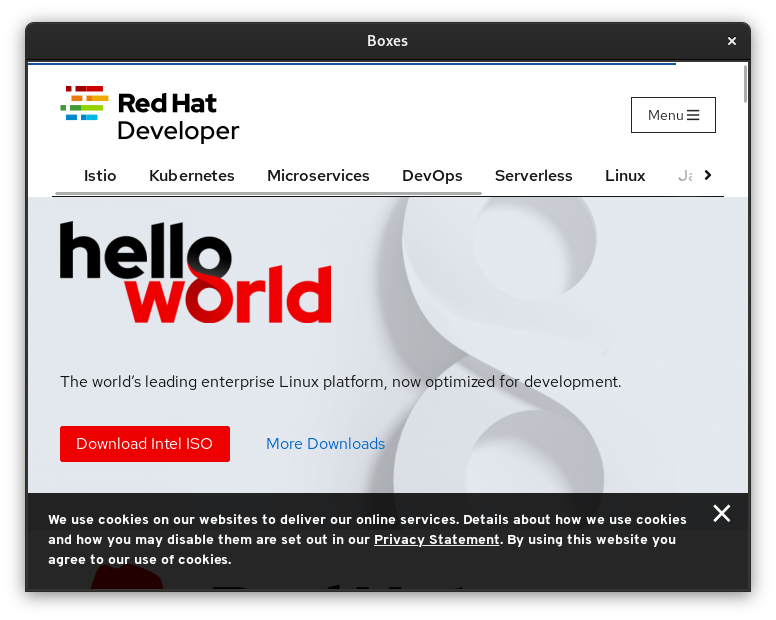 Boxes
Red Hat
Developer
Menu
Istio Kubernetes Microservices DevOps Serverless Linux
hello
world
The world's leading enterprise Linux platform, now optimized for development.
Download Intel ISO More Downloads
We use cookies on our websites to deliver our online services. Details about how we use cookies
and how you may disable them are set out in our Privacy Statement. By using this website you
agree to our use of cookies.